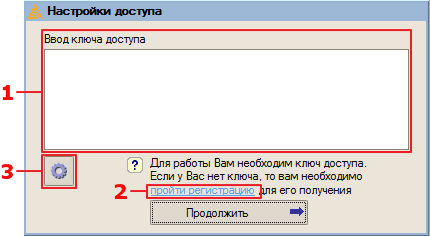 Настройки доступа
Ввод ключа доступа
1
3
?
Для работы Вам необходим ключ доступа.
Если у Вас нет ключа, то вам необходимо
2
пройти регистрацию для его получения
Продолжить